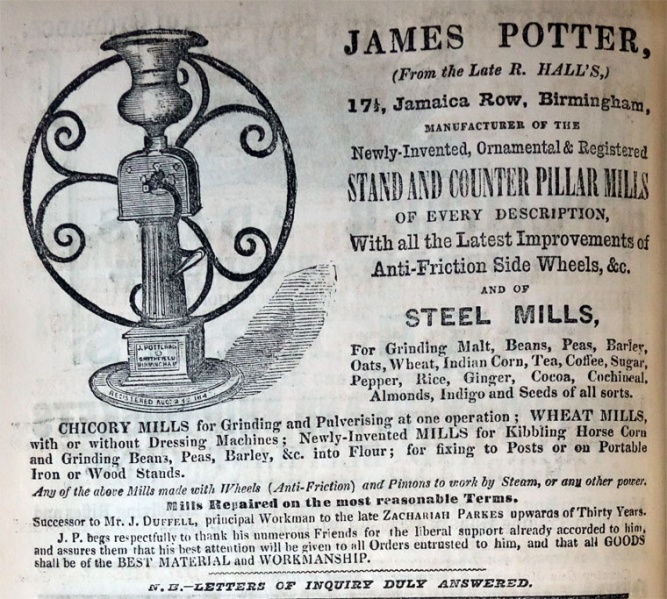 JAMES POTTER,
(From the Late R. HALL'S,)
17½, Jamaica Row, Birmingham,
MANUFACTURER OF THE
Newly-Invented, Ornamental & Registered
STAND AND COUNTER PILLAR MILLS
OF EVERY DESCRIPTION,
With all the Latest Improvements of
Anti-Friction Side Wheels, &c.
AND OF
STEEL MILLS,
For Grinding Malt, Beans, Peas, Barley,
Oats, Wheat, Indian Corn, Tea, Coffee, Sugar,
Pepper, Rice, Ginger, Cocoa, Cochineal,
Almonds, Indigo and Seeds of all sorts.
J. POTTER
SMITHFIELD
BIRMINGHAM
REGISTERED AUG
CHICORY MILLS for Grinding and Pulverising at one operation; WHEAT MILLS,
with or without Dressing Machines; Newly-Invented MILLS for Kibbling Horse Corn
and Grinding Beans, Peas, Barley, &c. into Flour; for fixing to Posts or on Portable
Iron or Wood Stands.
Any of the above Mills made with Wheels (Anti-Friction) and Pinions to work by Steam, or any other power.
Mills Repaired on the most reasonable Terms.
Successor to Mr. J. DUFFELL, principal Workman to the late ZACHARIAH PARKES upwards of Thirty Years.
J. P. begs respectfully to thank his numerous Friends for the liberal support already accorded to him,
and assures them that his best attention will be given to all Orders entrusted to him, and that all GOODS
shall be of the BEST MATERIAL and WORKMANSHIP.
N. B.—LETTERS OF INQUIRY DULY ANSWERED.